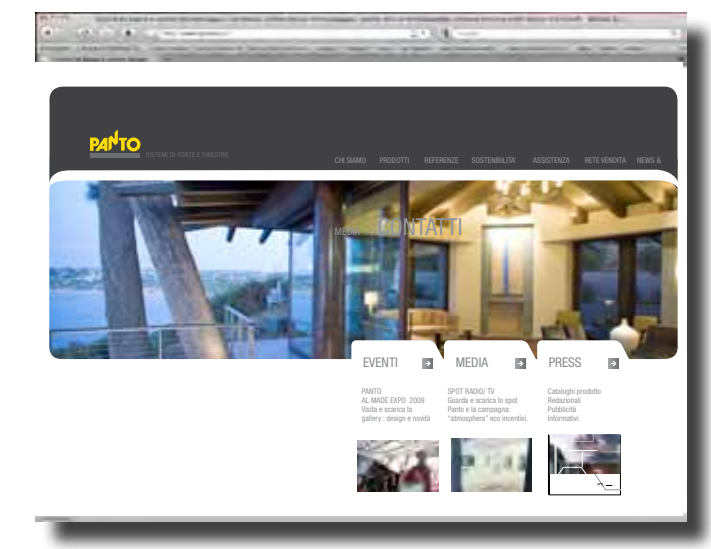 PANTO
SISTEMI DI PORTE E FINESTRE
CHI SIAMO PRODOTTI REFERENZE SOSTENIBILITA' ASSISTENZA RETE VENDITA NEWS &
MEDIA CONTATTI
EVENTI
PANTO
AL MADE EXPO 2009
Visita e scarica la
gallery : design e novità
MEDIA
SPOT RADIO/ TV
Guarda e scarica lo spot
Panto e la campagna:
"atmosphera" eco incentivi.
PRESS
Cataloghi prodotto
Redazionali
Pubblicità
Informativi